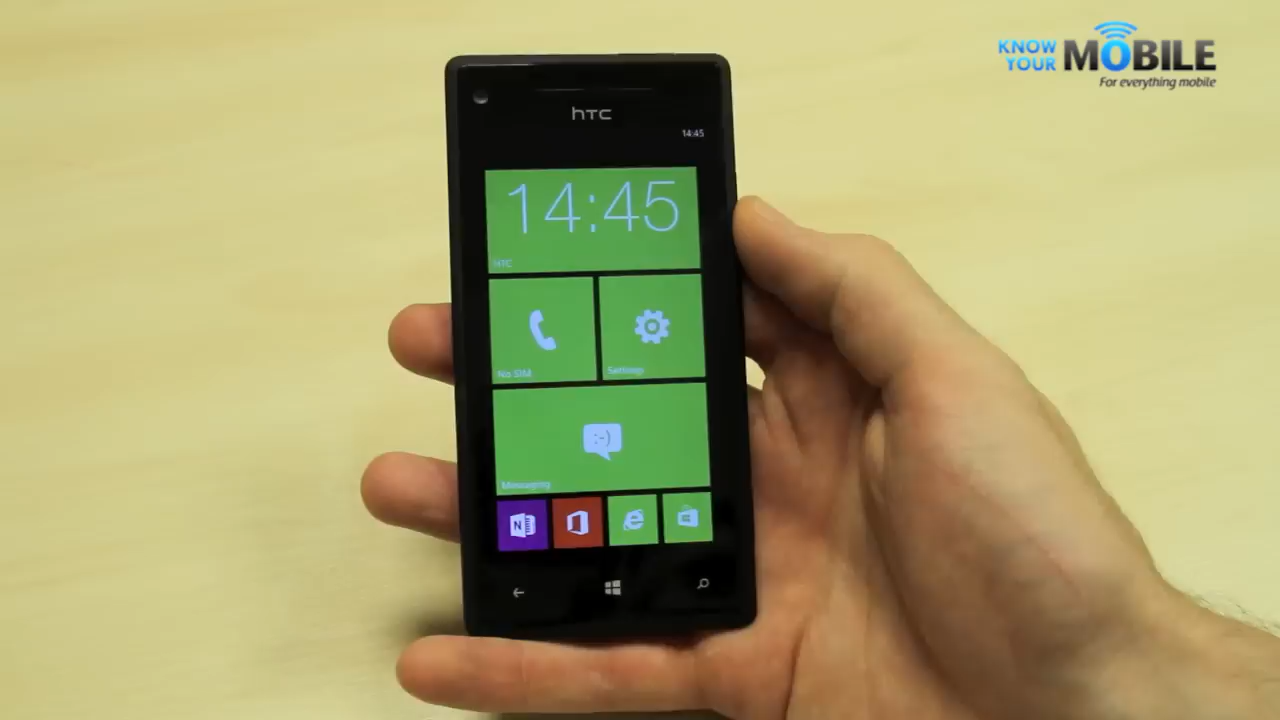 KNOW YOUR MOBILE
For everything mobile
hTC
14:45
14:45
HTC
No SIM
Settings
Messaging
N
:-)